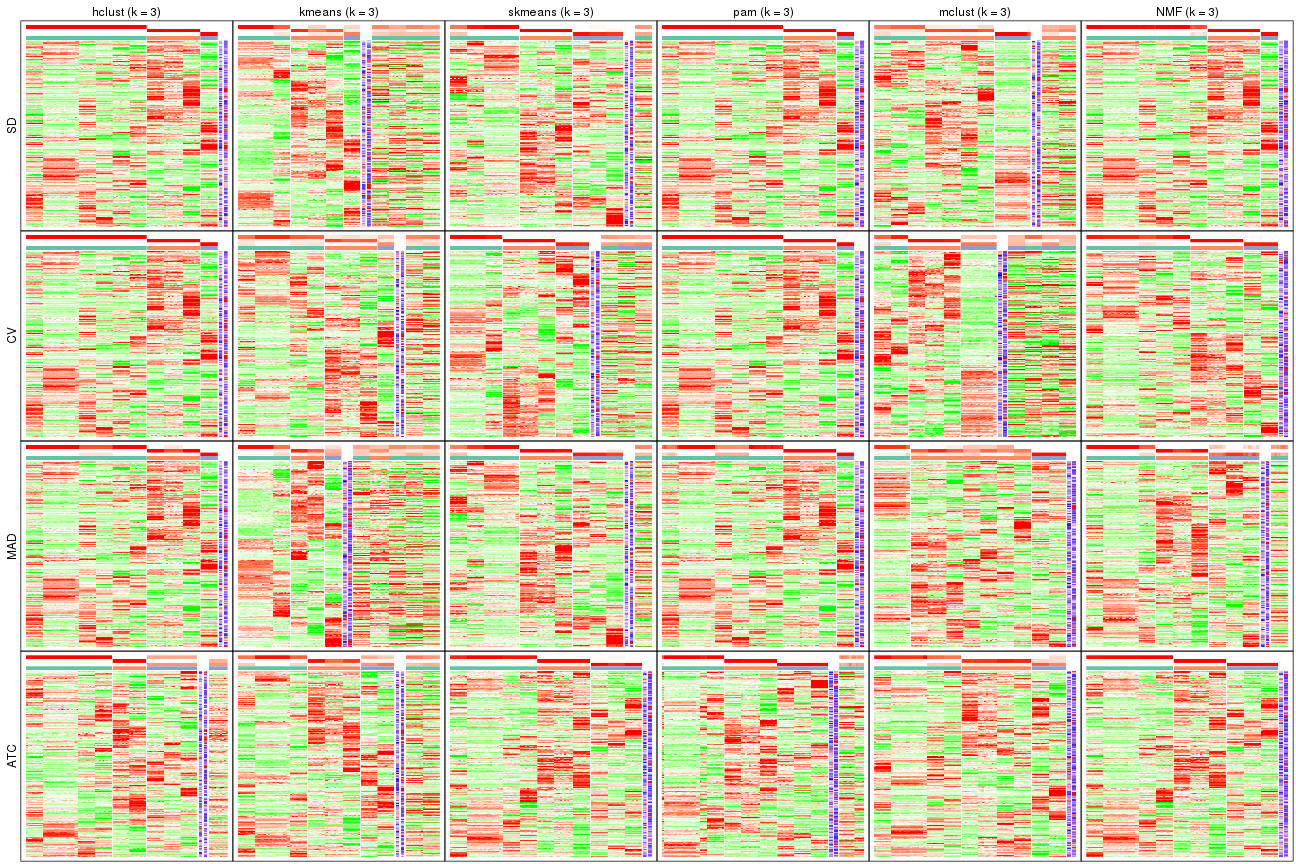 hclust (k = 3) kmeans (k = 3) skmeans (k = 3) pam (k = 3) mclust (k = 3) NMF (k = 3)
SD
CV
MAD
ATC